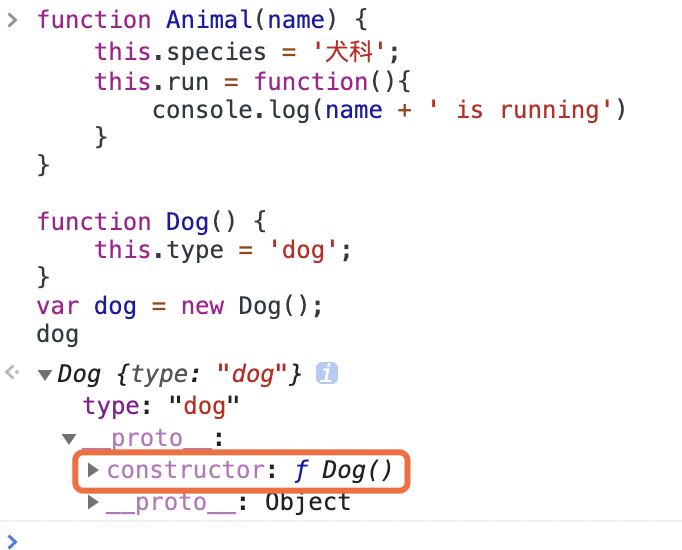 function Animal(name) {
    this.species = '犬科';
    this.run = function(){
        console.log(name + ' is running')
    }
}

function Dog() {
    this.type = 'dog';
}
var dog = new Dog();
dog
Dog {type: "dog"} i
type: "dog"
__proto__:
constructor: ƒ Dog()
__proto__: Object